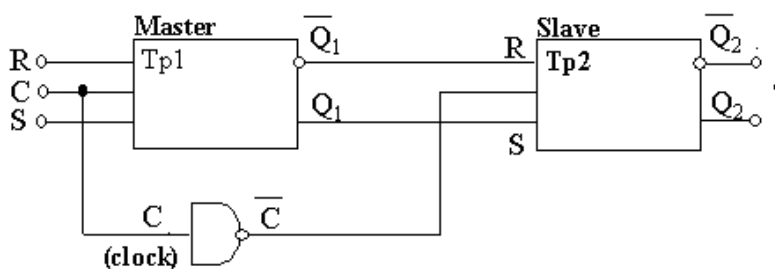 Master
Q̅₁
Slave
Q̅₂
R
Tp1
R
Tp2
C
S
Q₁
Q₂
S
C
C̅
(clock)